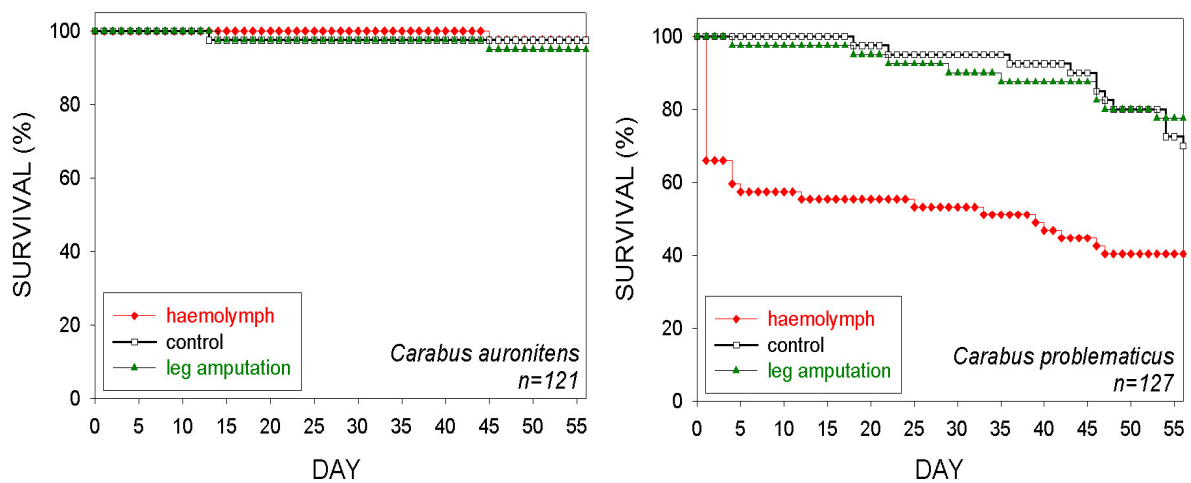 SURVIVAL (%)
100
80
60
40
20
0
haemolymph
control
leg amputation
Carabus auronitens
n=121
0 5 10 15 20 25 30 35 40 45 50 55
DAY
SURVIVAL (%)
100
80
60
40
20
0
haemolymph
control
leg amputation
Carabus problematicus
n=127
0 5 10 15 20 25 30 35 40 45 50 55
DAY